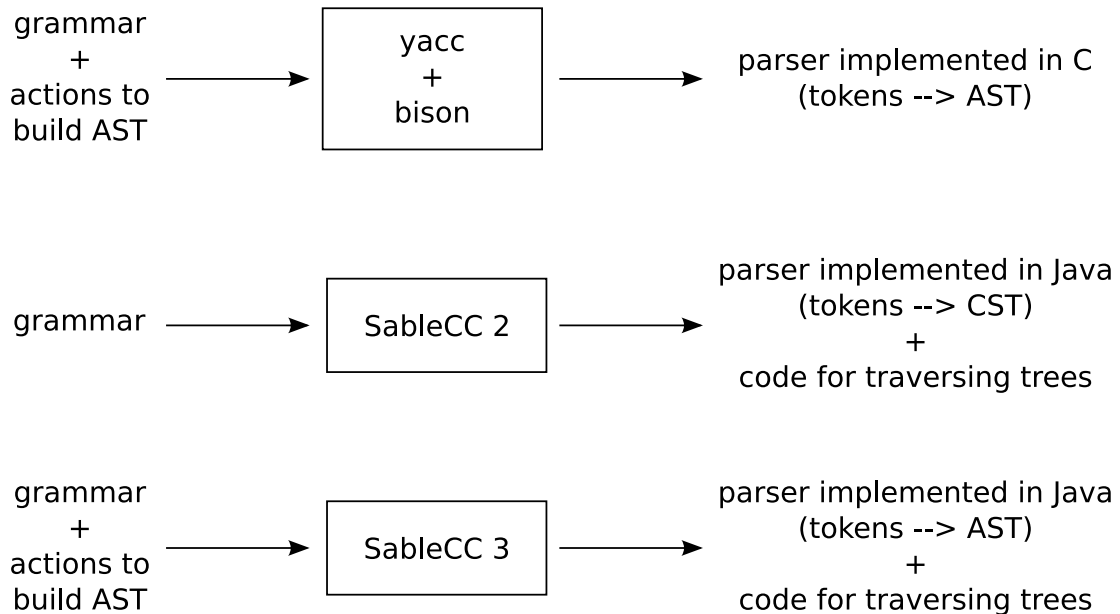 grammar
+
actions to
build AST
yacc
+
bison
parser implemented in C
(tokens --> AST)
grammar
SableCC 2
parser implemented in Java
(tokens --> CST)
+
code for traversing trees
grammar
+
actions to
build AST
SableCC 3
parser implemented in Java
(tokens --> AST)
+
code for traversing trees